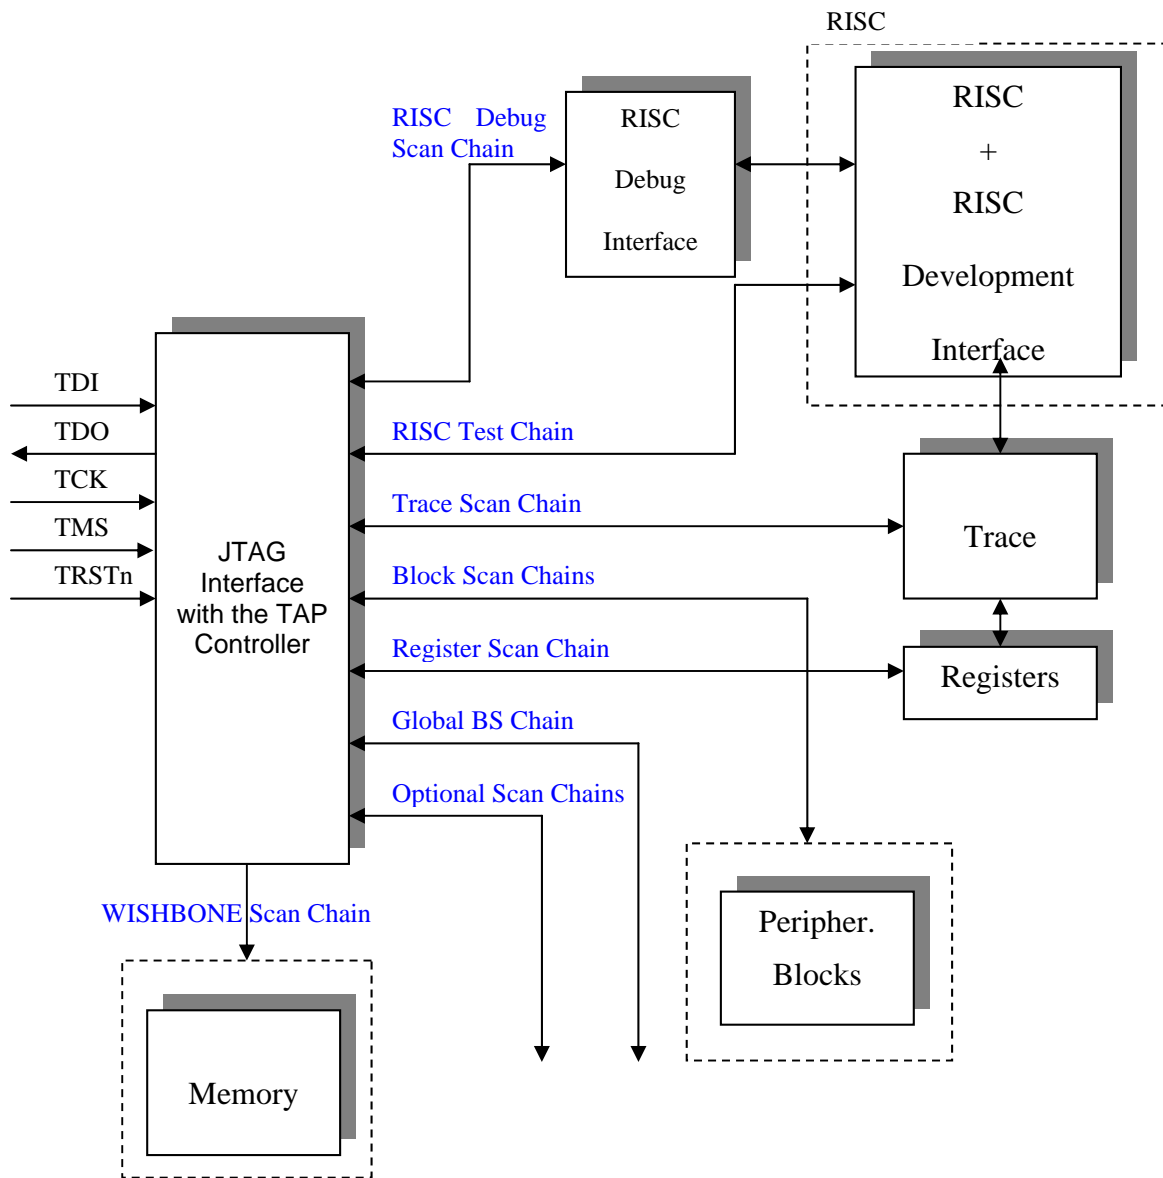 RISC
RISC Debug
Scan Chain
RISC
Debug
Interface
RISC
+
RISC
Development
Interface
TDI
TDO
TCK
TMS
TRSTn
JTAG
Interface
with the TAP
Controller
RISC Test Chain
Trace Scan Chain
Block Scan Chains
Register Scan Chain
Global BS Chain
Optional Scan Chains
Trace
Registers
WISHBONE Scan Chain
Memory
Peripher.
Blocks